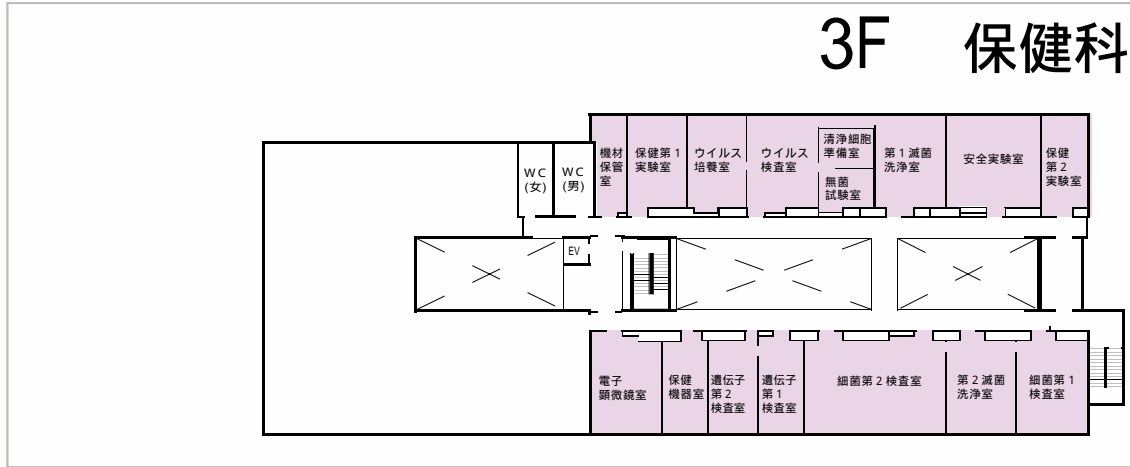 3F 保健科
機材
保管
室
保健第1
実験室
ウイルス
培養室
ウイルス
検査室
清浄細胞
準備室
無菌
試験室
第1滅菌
洗浄室
安全実験室
保健
第2
実験室
WC
(女)
WC
(男)
EV
電子
顕微鏡室
保健
機器室
遺伝子
第2
検査室
遺伝子
第1
検査室
細菌第2検査室
第2滅菌
洗浄室
細菌第1
検査室